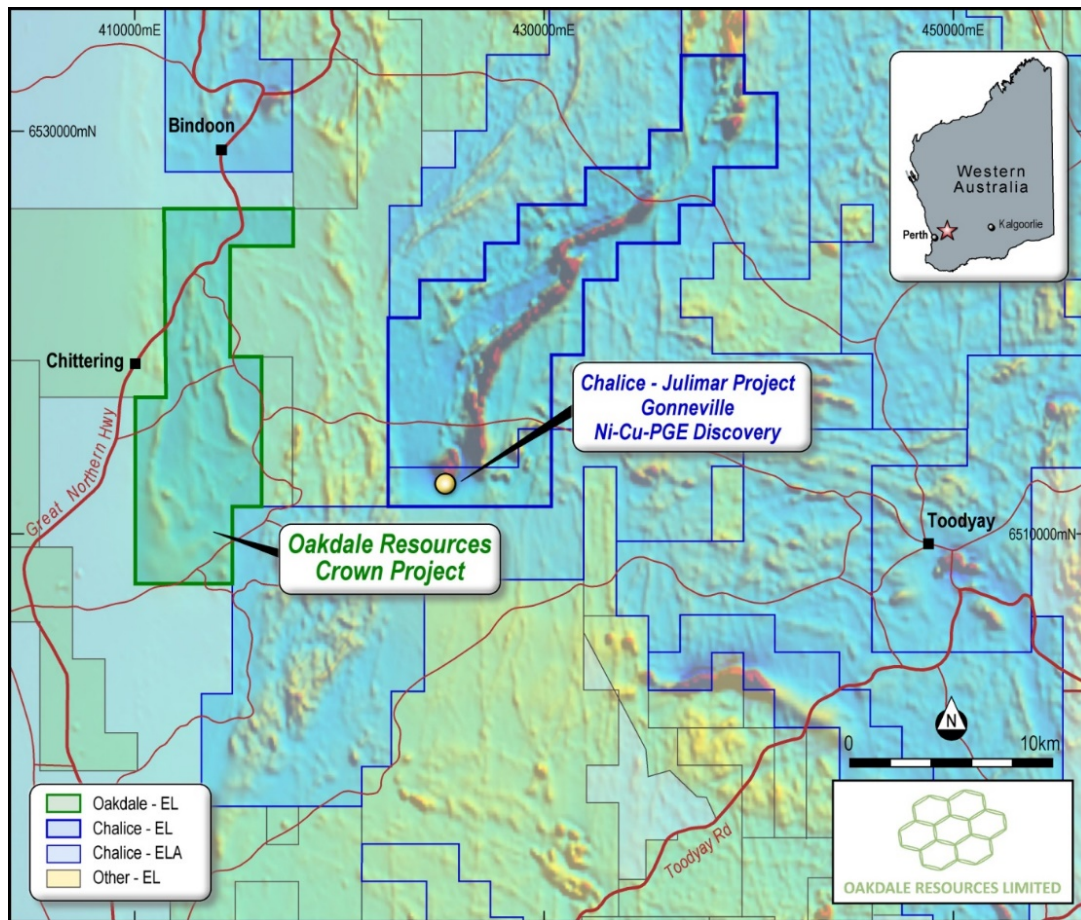 410000mE
430000mE
450000mE
6530000mN
Bindoon
Western
Australia
Perth
Kalgoorlie
Chittering
Chalice - Julimar Project
Gonneville
Ni-Cu-PGE Discovery
Great Northern Hwy
Oakdale Resources
Crown Project
Toodyay
6510000mN
N
0
10km
Toodyay Rd
Oakdale - EL
Chalice - EL
Chalice - ELA
Other - EL
OAKDALE RESOURCES LIMITED